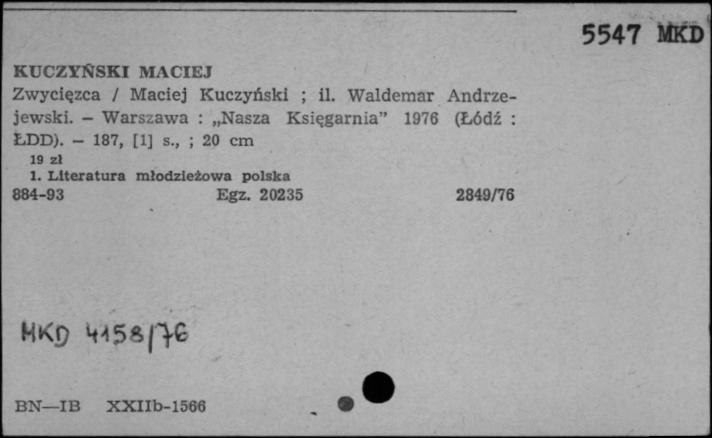 5547 MKD
KUCZYŃSKI MACIEJ
Zwycięzca / Maciej Kuczyński ; il. Waldemar Andrze-
jewski. — Warszawa : „Nasza Księgarnia” 1976 (Łódź :
ŁDD). — 187, [1] s., ; 20 cm
19 zł
1. Literatura młodzieżowa polska
884-93 Egz. 20235 2849/76
MKD 4158/76
BN—IB XXIIb-1566